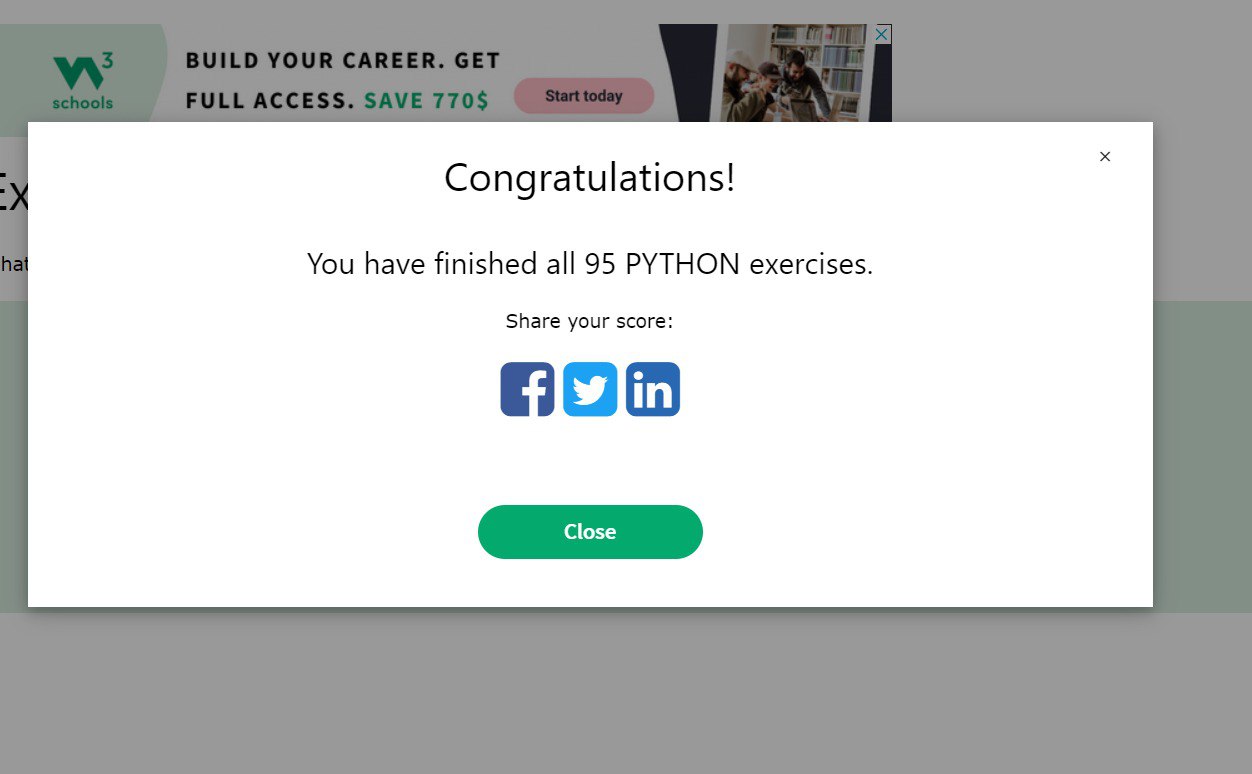 W3
schools
BUILD YOUR CAREER. GET
FULL ACCESS. SAVE 770$
Start today
Ex
hat
Congratulations!
×
You have finished all 95 PYTHON exercises.
Share your score:
f
in
Close